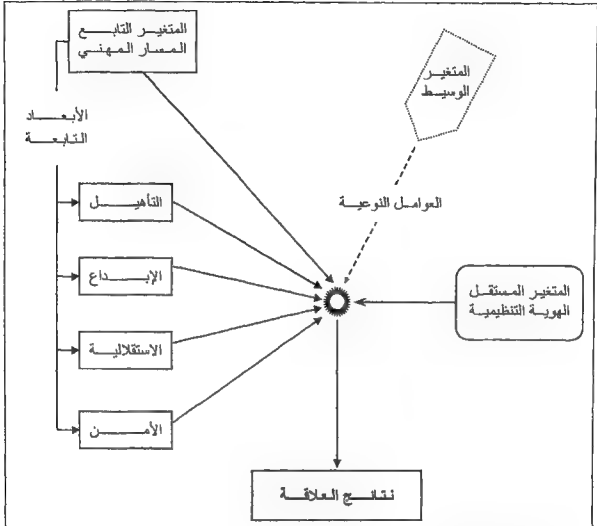 المتغير التابع
المسار المهني
المتغير
الوسيط
الأبعاد
التابعة
العوامل النوعية
التأهيل
الإبداع
المتغير المستقل
الهوية التنظيمية
الاستقلالية
الأمن
نتائج العلاقة